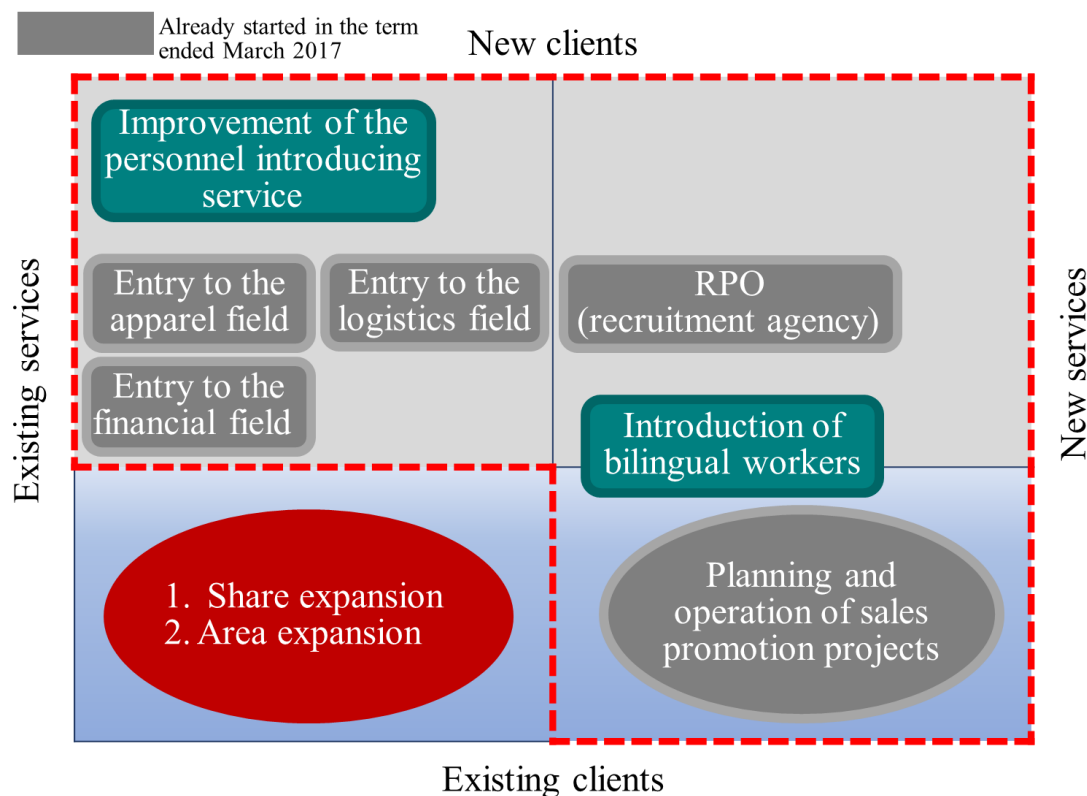 Already started in the term
ended March 2017
New clients
Improvement of the
personnel introducing
service
Existing services
New services
Entry to the
apparel field
Entry to the
logistics field
RPO
(recruitment agency)
Entry to the
financial field
Introduction of
bilingual workers
1. Share expansion
2. Area expansion
Planning and
operation of sales
promotion projects
Existing clients